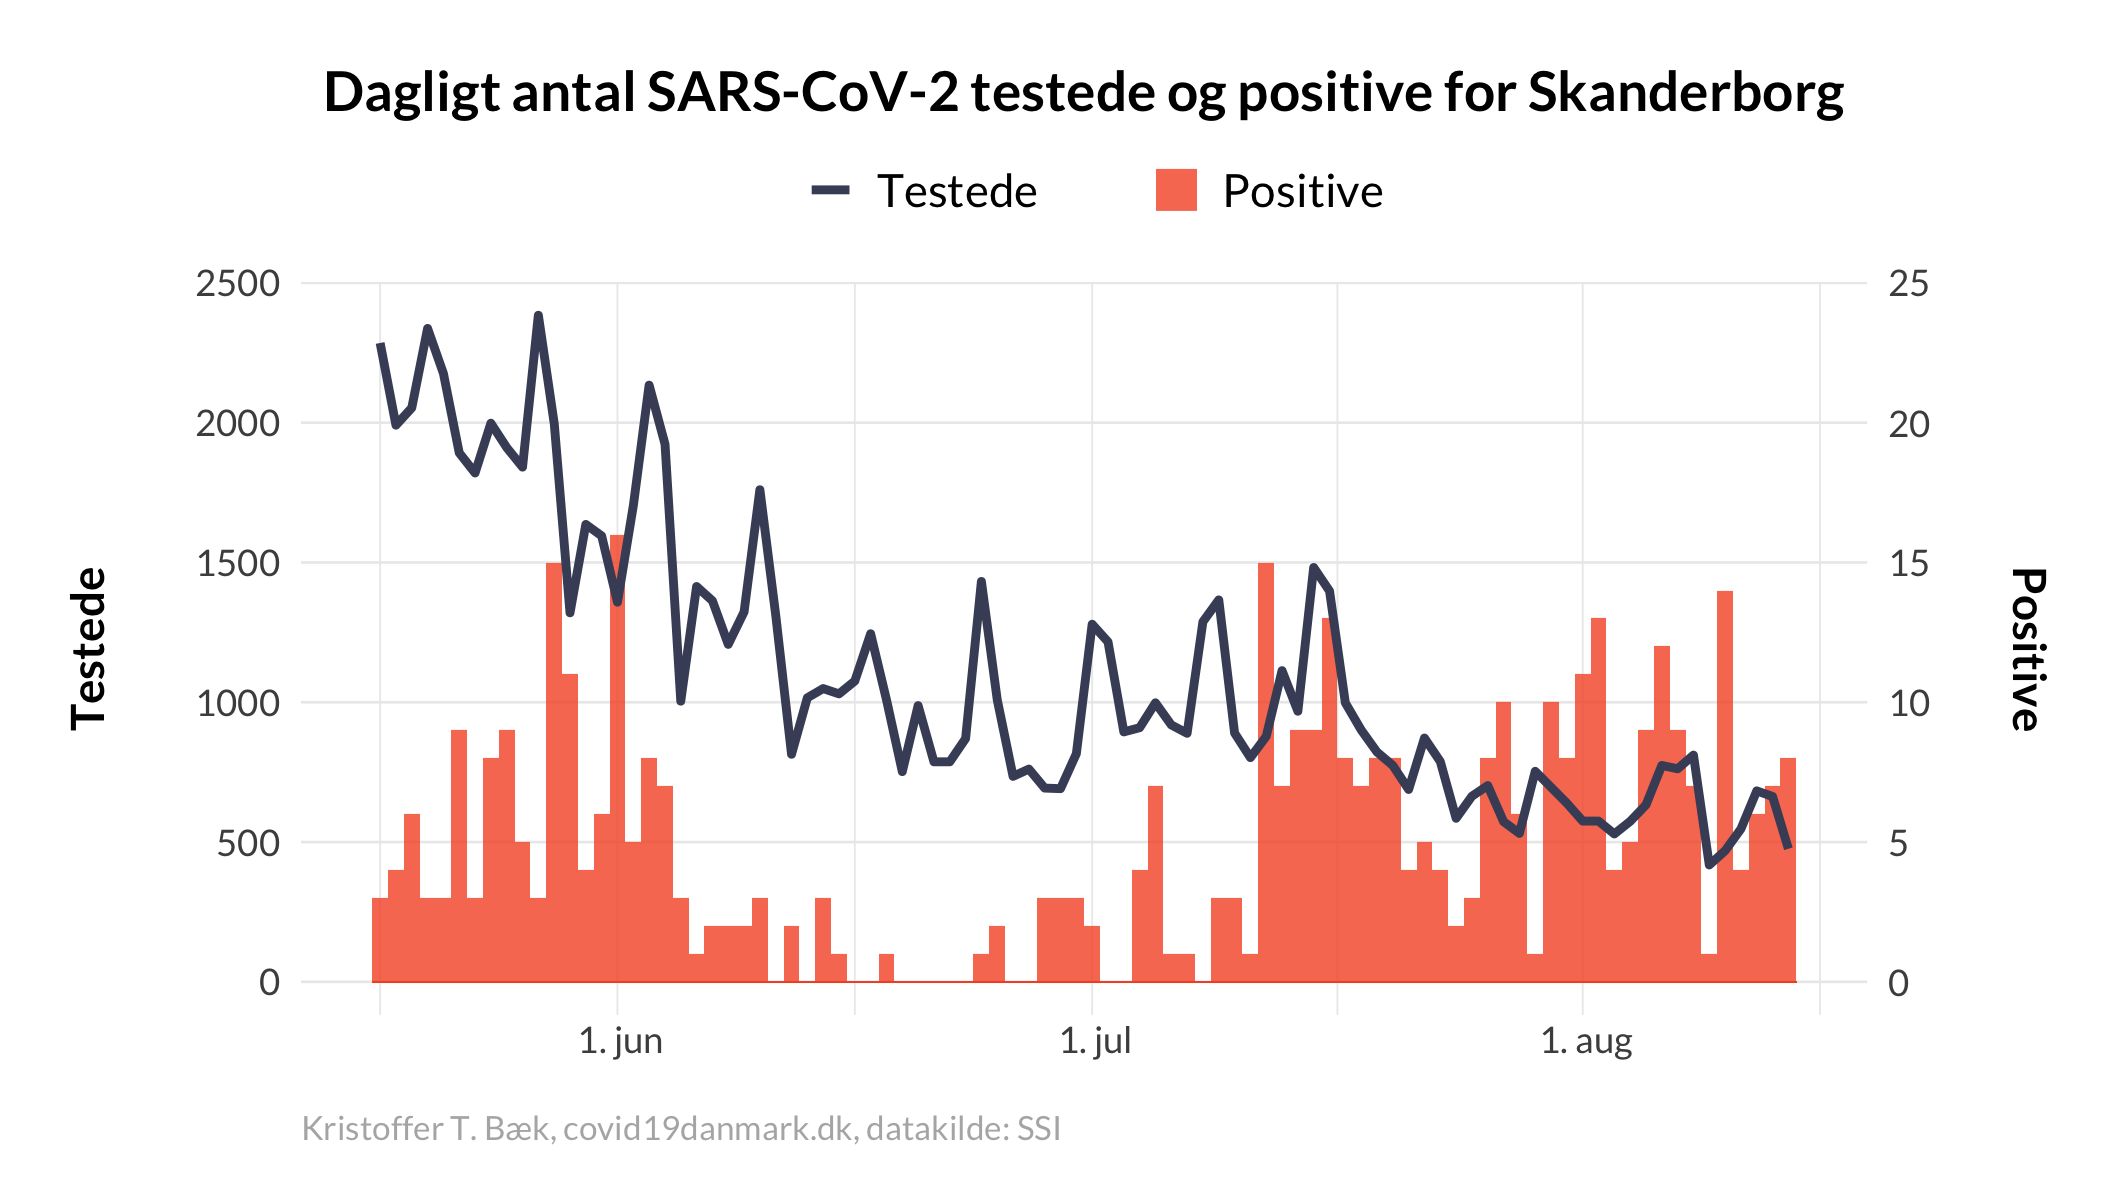 Dagligt antal SARS-CoV-2 testede og positive for Skanderborg
Testede Positive
2500 25
2000 20
1500 15
1000 10
500 5
0 0
Testede
Positive
1. jun 1. jul 1. aug
Kristoffer T. Bæk, covid19danmark.dk, datakilde: SSI